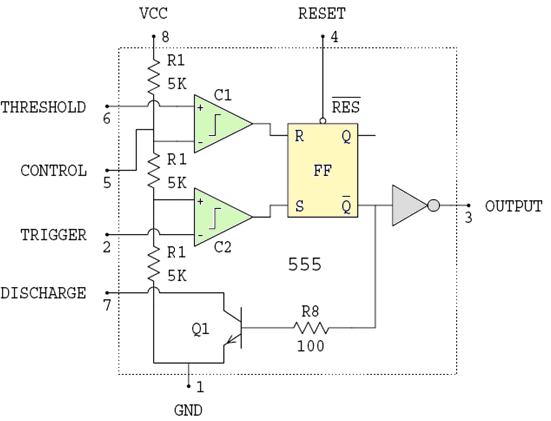 VCC
RESET
8
4
R1
5K
C1
RES
THRESHOLD
6
+
-
R
Q
CONTROL
5
R1
5K
FF
+
-
S
Q
OUTPUT
3
TRIGGER
2
C2
R1
5K
555
DISCHARGE
7
Q1
R8
100
1
GND